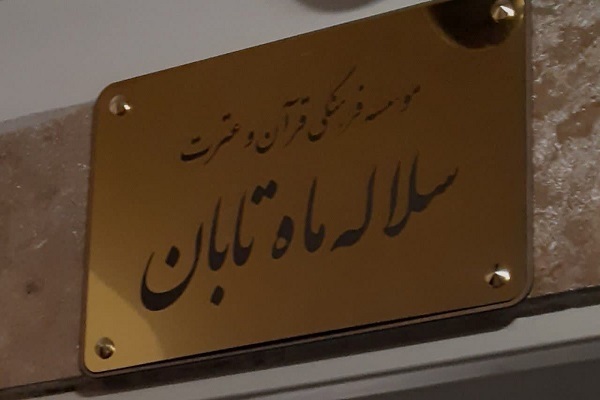 موسسه فرهنگی قرآن و عترت
سلاله ماه تابان